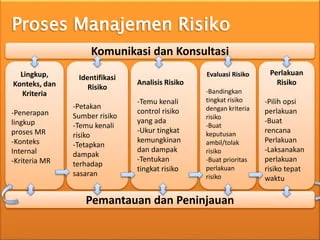 Proses Manajemen Risiko
Komunikasi dan Konsultasi
Lingkup,
Konteks, dan
Kriteria
-Penerapan
lingkup
proses MR
-Konteks
Internal
-Kriteria MR
Identifikasi
Risiko
-Petakan
Sumber risiko
-Temu kenali
risiko
-Tetapkan
dampak
terhadap
sasaran
Analisis Risiko
-Temu kenali
control risiko
yang ada
-Ukur tingkat
kemungkinan
dan dampak
-Tentukan
tingkat risiko
Evaluasi Risiko
-Bandingkan
tingkat risiko
dengan kriteria
risiko
-Buat
keputusan
ambil/tolak
risiko
-Buat prioritas
perlakuan
risiko
Perlakuan
Risiko
-Pilih opsi
perlakuan
-Buat
rencana
Perlakuan
-Laksanakan
perlakuan
risiko tepat
waktu
Pemantauan dan Peninjauan